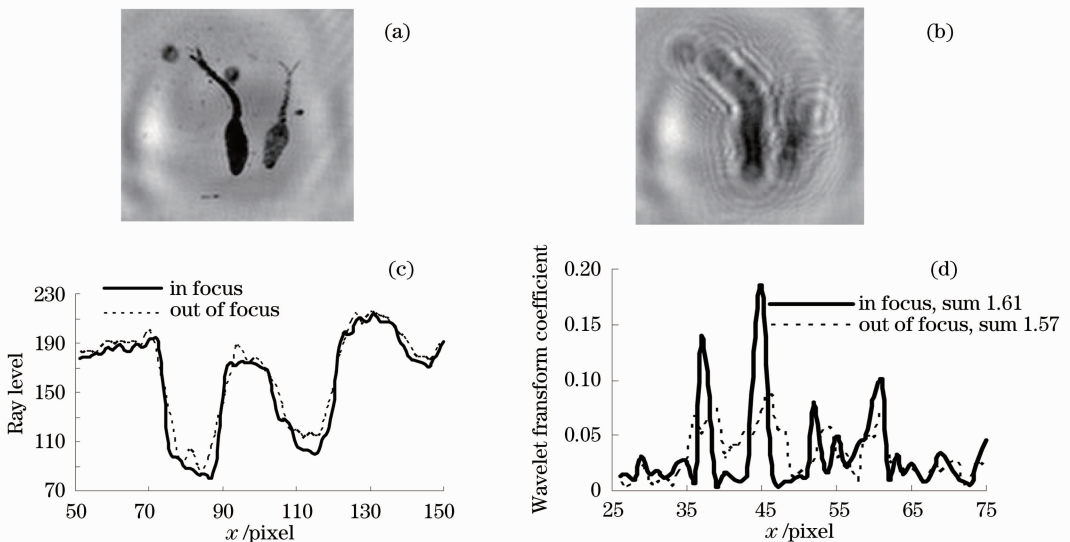 (a)
(b)
(c)
in focus
out of focus
230
190
150
110
70
50 70 90 110 130 150
Ray level
x/pixel
(d)
in focus, sum 1.61
out of focus, sum 1.57
0.20
0.15
0.10
0.05
0
25 35 45 55 65 75
Wavelet transform coefficient
x/pixel